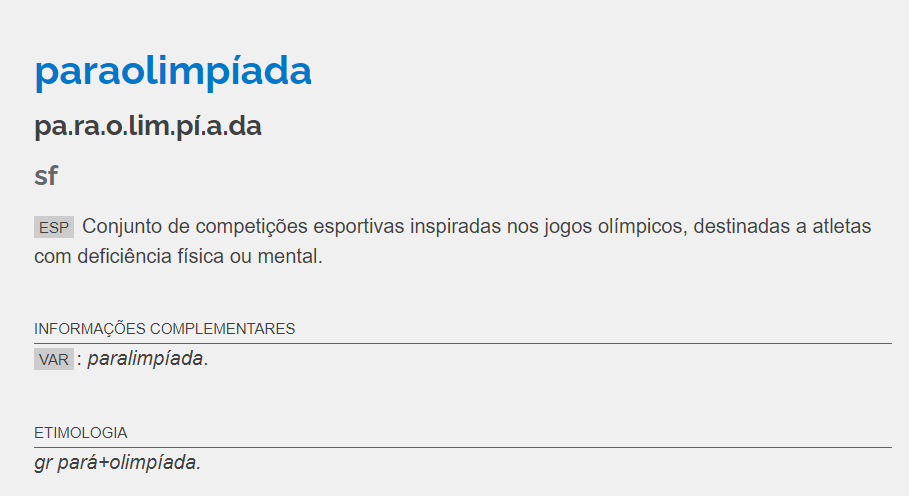 paraolimpíada
pa.ra.o.lim.pí.a.da
sf
ESP Conjunto de competições esportivas inspiradas nos jogos olímpicos, destinadas a atletas
com deficiência física ou mental.
INFORMAÇÕES COMPLEMENTARES
VAR : paralimpíada.
ETIMOLOGIA
gr pará+olimpíada.